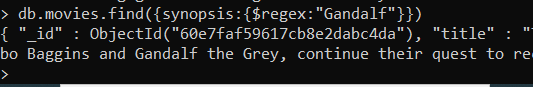 > db.movies.find({synopsis:{$regex:"Gandalf"}})
{ "_id" : ObjectId("60e7faf59617cb8e2dabc4da"), "title" : "
bo Baggins and Gandalf the Grey, continue their quest to
>